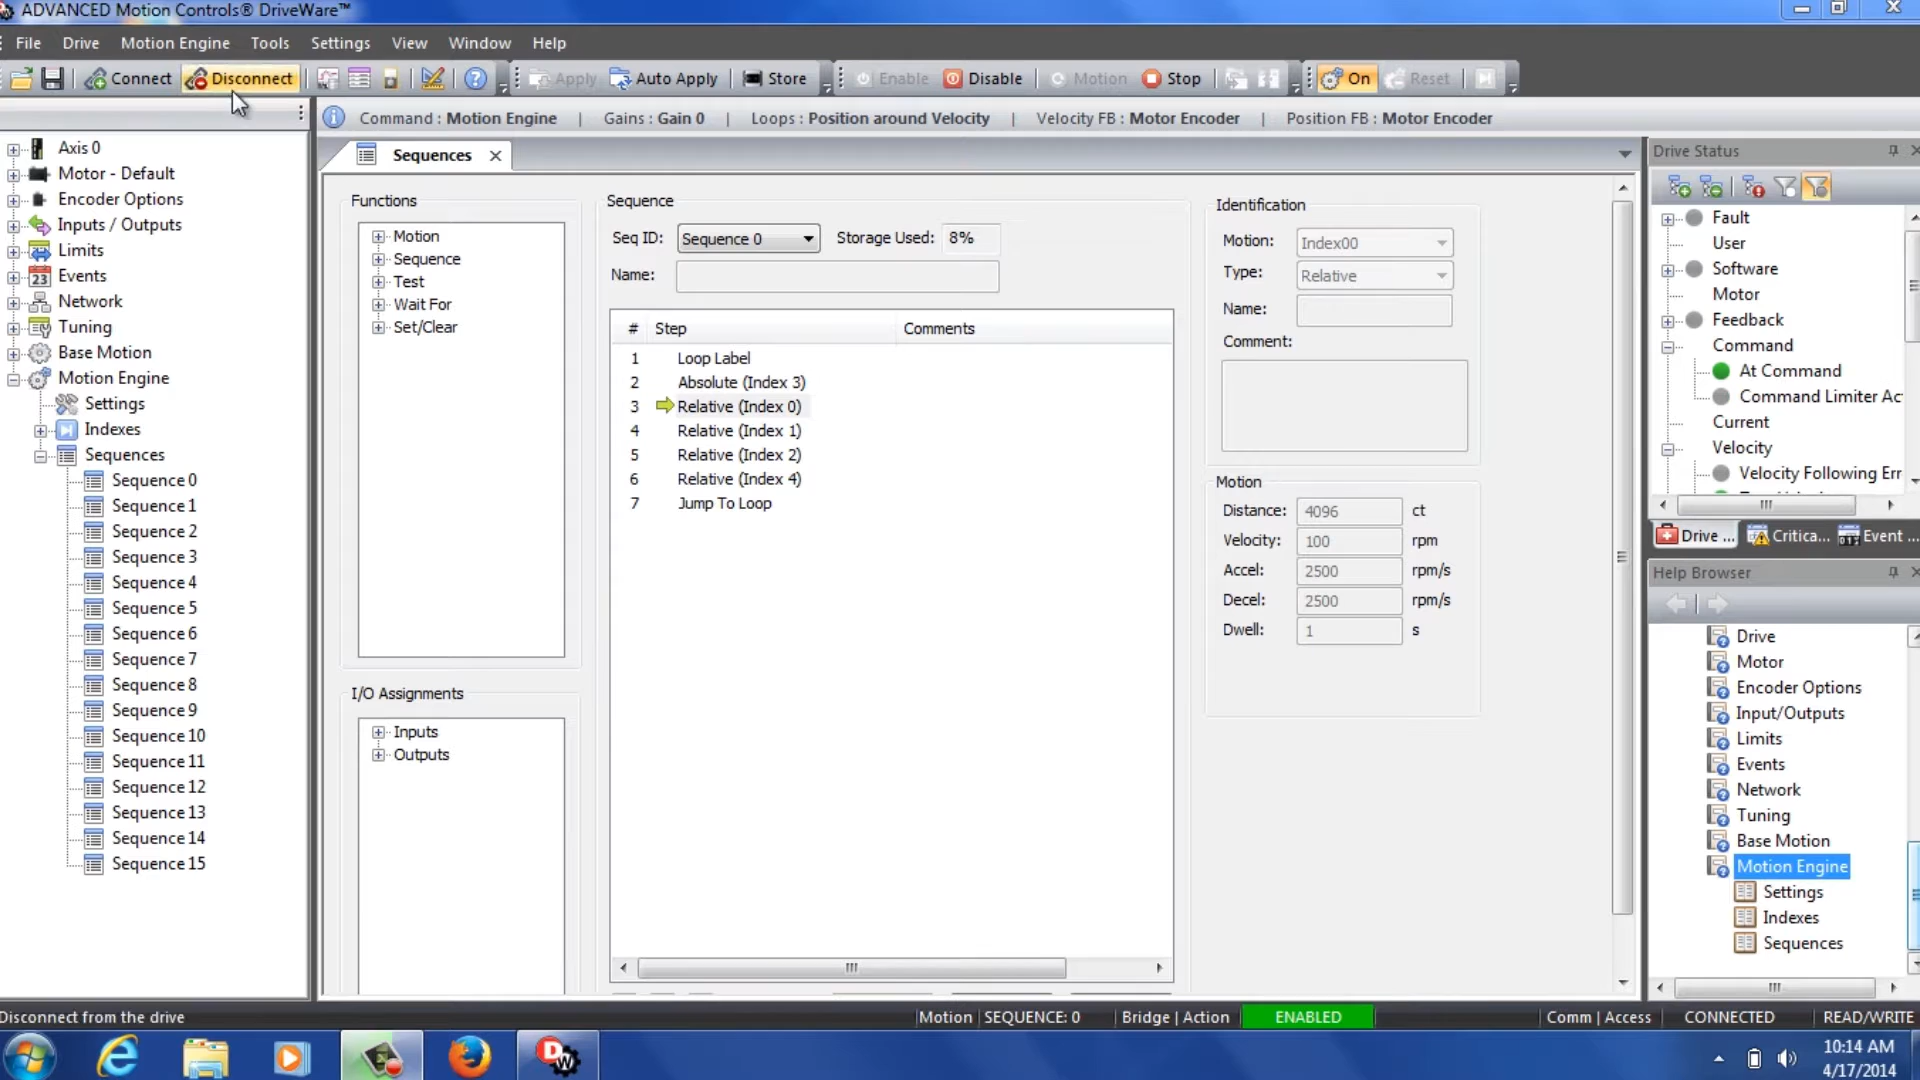 ADVANCED Motion Controls® DriveWare™
File Drive Motion Engine Tools Settings View Window Help
Connect Disconnect Apply Auto Apply Store Enable Disable Motion Stop On Reset
Command : Motion Engine | Gains : Gain 0 | Loops : Position around Velocity | Velocity FB : Motor Encoder | Position FB : Motor Encoder
Axis 0
Motor - Default
Encoder Options
Inputs / Outputs
Limits
23 Events
Network
Tuning
Base Motion
Motion Engine
Settings
Indexes
Sequences
Sequence 0
Sequence 1
Sequence 2
Sequence 3
Sequence 4
Sequence 5
Sequence 6
Sequence 7
Sequence 8
Sequence 9
Sequence 10
Sequence 11
Sequence 12
Sequence 13
Sequence 14
Sequence 15
Sequences
Functions
Motion
Sequence
Test
Wait For
Set/Clear
I/O Assignments
Inputs
Outputs
Sequence
Seq ID: Sequence 0 Storage Used: 8%
Name:
# Step Comments
1 Loop Label
2 Absolute (Index 3)
3 Relative (Index 0)
4 Relative (Index 1)
5 Relative (Index 2)
6 Relative (Index 4)
7 Jump To Loop
Identification
Motion: Index00
Type: Relative
Name:
Comment:
Motion
Distance: 4096 ct
Velocity: 100 rpm
Accel: 2500 rpm/s
Decel: 2500 rpm/s
Dwell: 1 s
Drive Status
Fault
User
Software
Motor
Feedback
Command
At Command
Command Limiter Ac
Current
Velocity
Velocity Following Err
Drive ... Critica... Event ...
Help Browser
Drive
Motor
Encoder Options
Input/Outputs
Limits
Events
Network
Tuning
Base Motion
Motion Engine
Settings
Indexes
Sequences
Disconnect from the drive Motion | SEQUENCE: 0 Bridge | Action ENABLED Comm | Access CONNECTED READ/WRITE
10:14 AM
4/17/2014